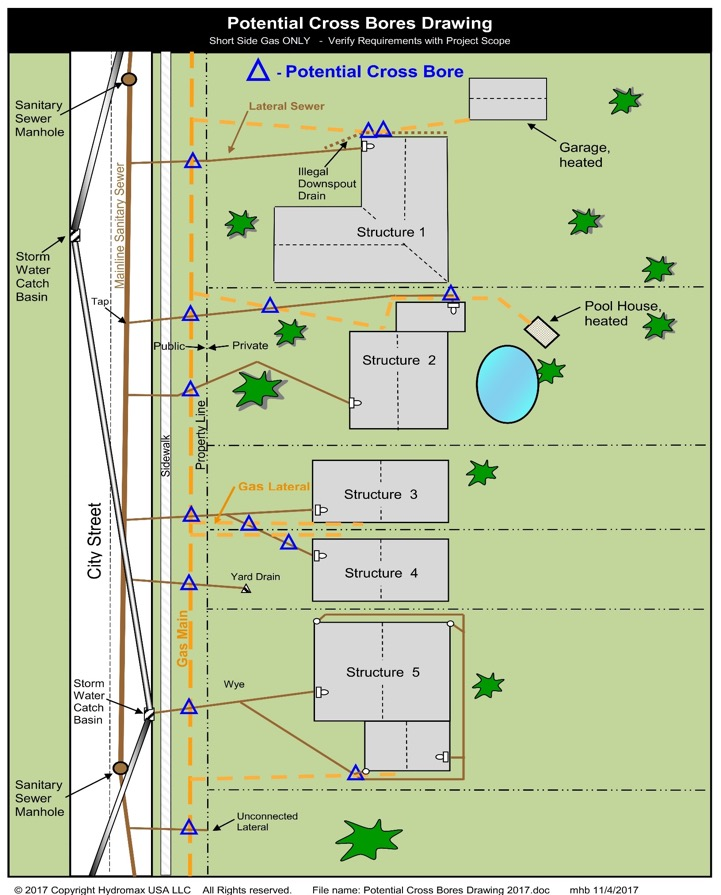 Potential Cross Bores Drawing
Short Side Gas ONLY - Verify Requirements with Project Scope
- Potential Cross Bore
Sanitary
Sewer
Manhole
Lateral Sewer
Garage,
heated
Illegal
Downspout
Drain
Mainline Sanitary Sewer
Structure 1
Storm
Water
Catch
Basin
Tap
Pool House,
heated
Public
Private
Structure 2
Sidewalk
Property Line
Gas Lateral
Structure 3
City Street
Structure 4
Yard Drain
Gas Main
Structure 5
Wye
Storm
Water
Catch
Basin
Sanitary
Sewer
Manhole
Unconnected
Lateral
© 2017 Copyright Hydromax USA LLC All Rights reserved. File name: Potential Cross Bores Drawing 2017.doc mhb 11/4/2017